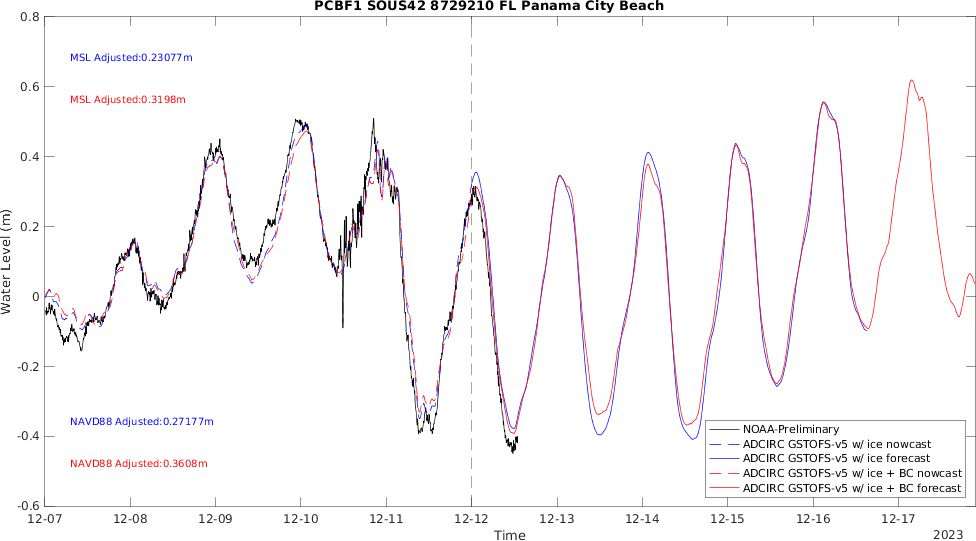 PCBF1 SOUS42 8729210 FL Panama City Beach
0.8
0.6
0.4
0.2
0
-0.2
-0.4
-0.6
Water Level (m)
MSL Adjusted:0.23077m
MSL Adjusted:0.3198m
NAVD88 Adjusted:0.27177m
NAVD88 Adjusted:0.3608m
NOAA-Preliminary
ADCIRC GSTOFS-v5 w/ ice nowcast
ADCIRC GSTOFS-v5 w/ ice forecast
ADCIRC GSTOFS-v5 w/ ice + BC nowcast
ADCIRC GSTOFS-v5 w/ ice + BC forecast
12-07 12-08 12-09 12-10 12-11 12-12 12-13 12-14 12-15 12-16 12-17
Time
2023